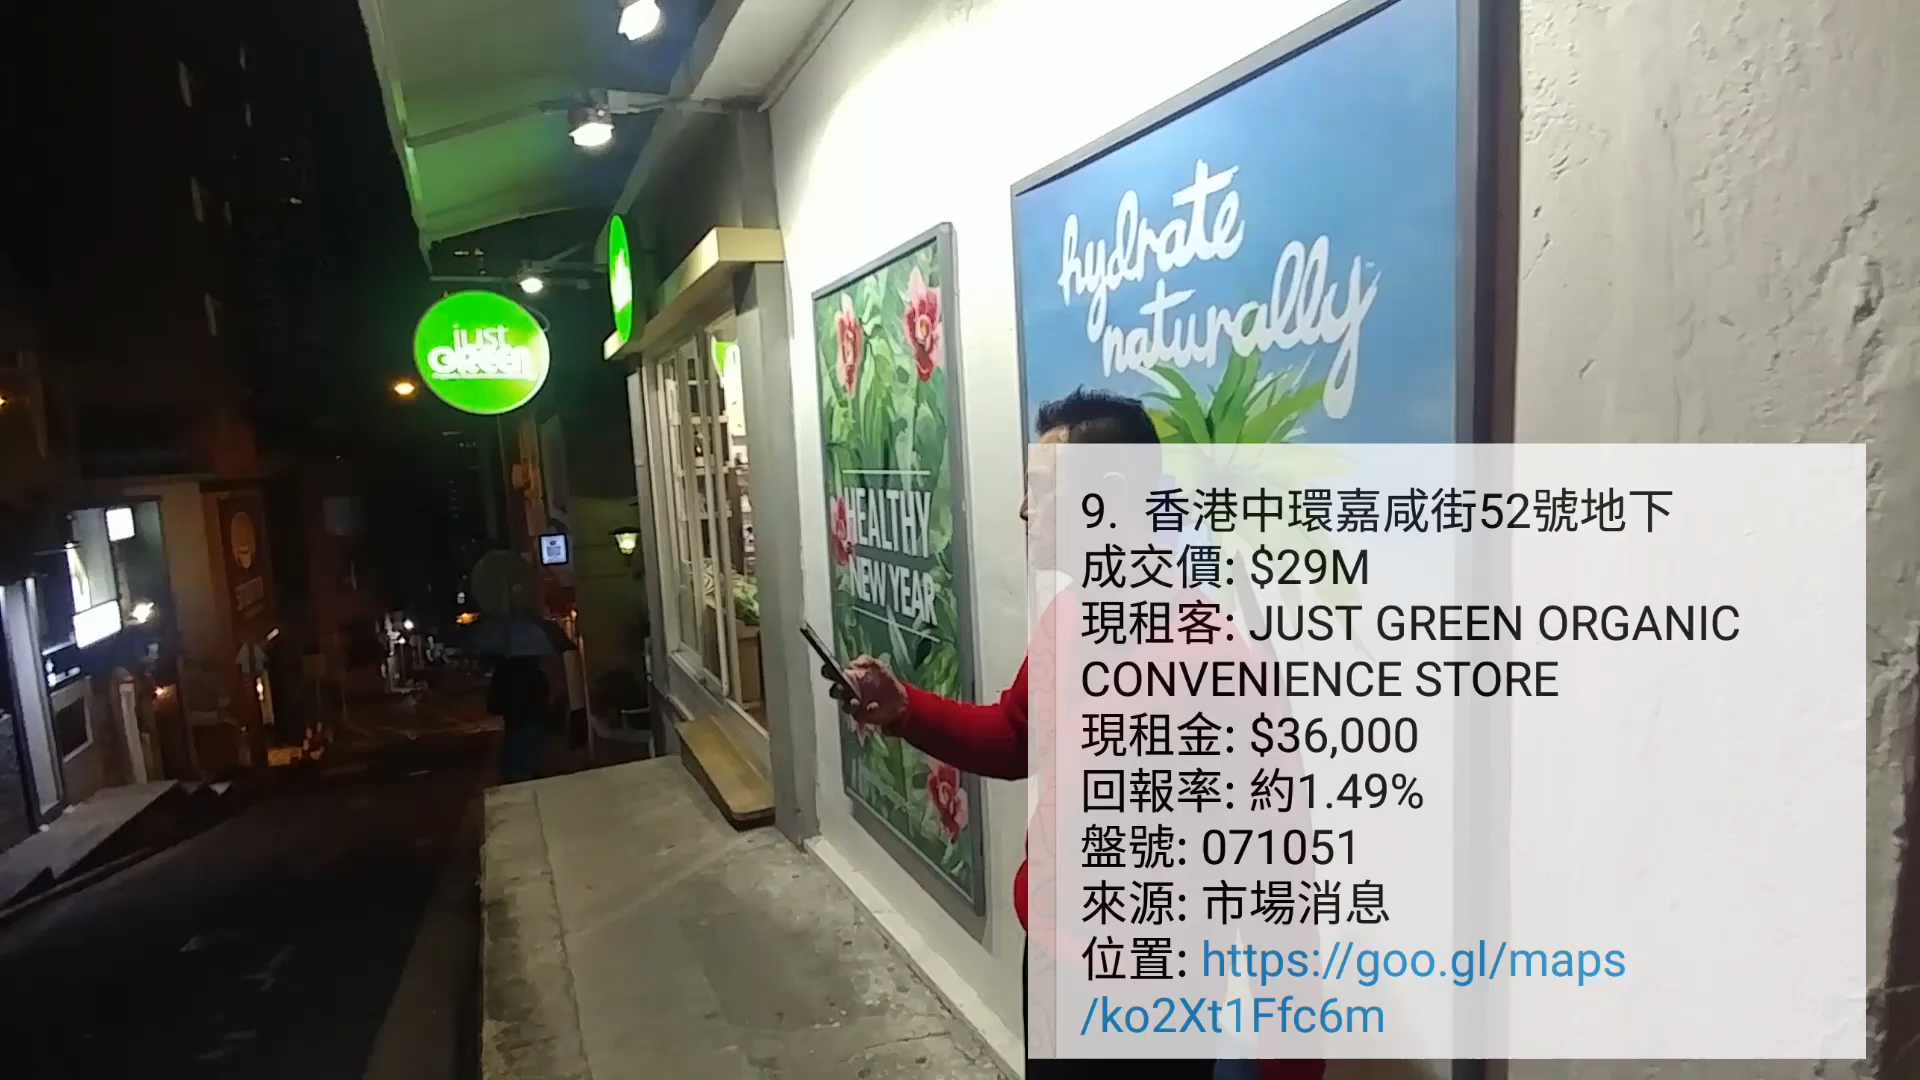 just
Green
hydrate
naturally
HEALTHY
NEW YEAR
9. 香港中環嘉咸街52號地下
成交價: $29M
現租客: JUST GREEN ORGANIC
CONVENIENCE STORE
現租金: $36,000
回報率: 約1.49%
盤號: 071051
來源: 市場消息
位置: https://goo.gl/maps
/ko2Xt1Ffc6m